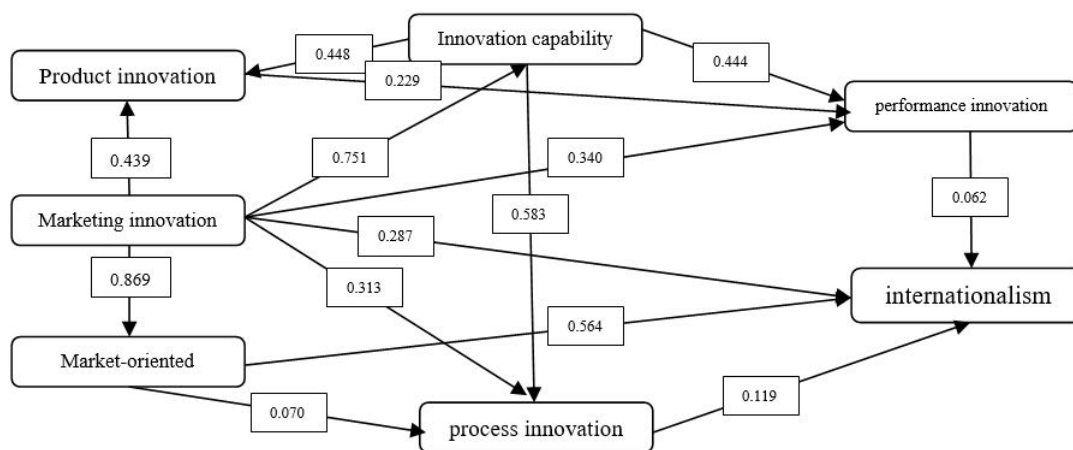 Innovation capability
0.448
Product innovation
0.229
0.444
performance innovation
0.439
0.751
0.340
Marketing innovation
0.583
0.062
0.287
0.869
0.313
internationalism
0.564
Market-oriented
0.070
0.119
process innovation